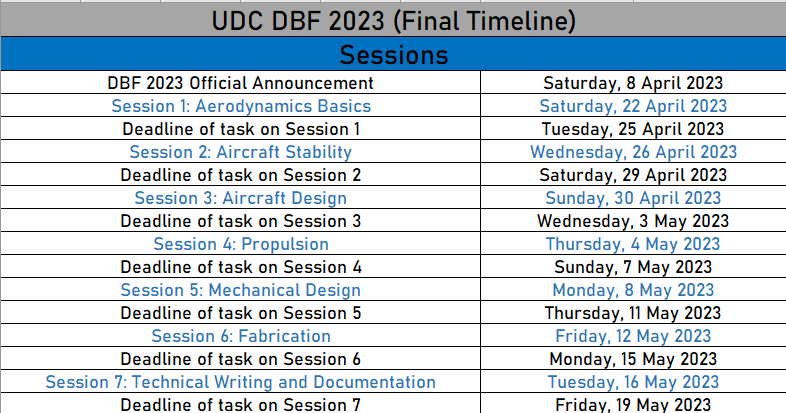 UDC DBF 2023 (Final Timeline)
Sessions
DBF 2023 Official Announcement Saturday, 8 April 2023
Session 1: Aerodynamics Basics Saturday, 22 April 2023
Deadline of task on Session 1 Tuesday, 25 April 2023
Session 2: Aircraft Stability Wednesday, 26 April 2023
Deadline of task on Session 2 Saturday, 29 April 2023
Session 3: Aircraft Design Sunday, 30 April 2023
Deadline of task on Session 3 Wednesday, 3 May 2023
Session 4: Propulsion Thursday, 4 May 2023
Deadline of task on Session 4 Sunday, 7 May 2023
Session 5: Mechanical Design Monday, 8 May 2023
Deadline of task on Session 5 Thursday, 11 May 2023
Session 6: Fabrication Friday, 12 May 2023
Deadline of task on Session 6 Monday, 15 May 2023
Session 7: Technical Writing and Documentation Tuesday, 16 May 2023
Deadline of task on Session 7 Friday, 19 May 2023